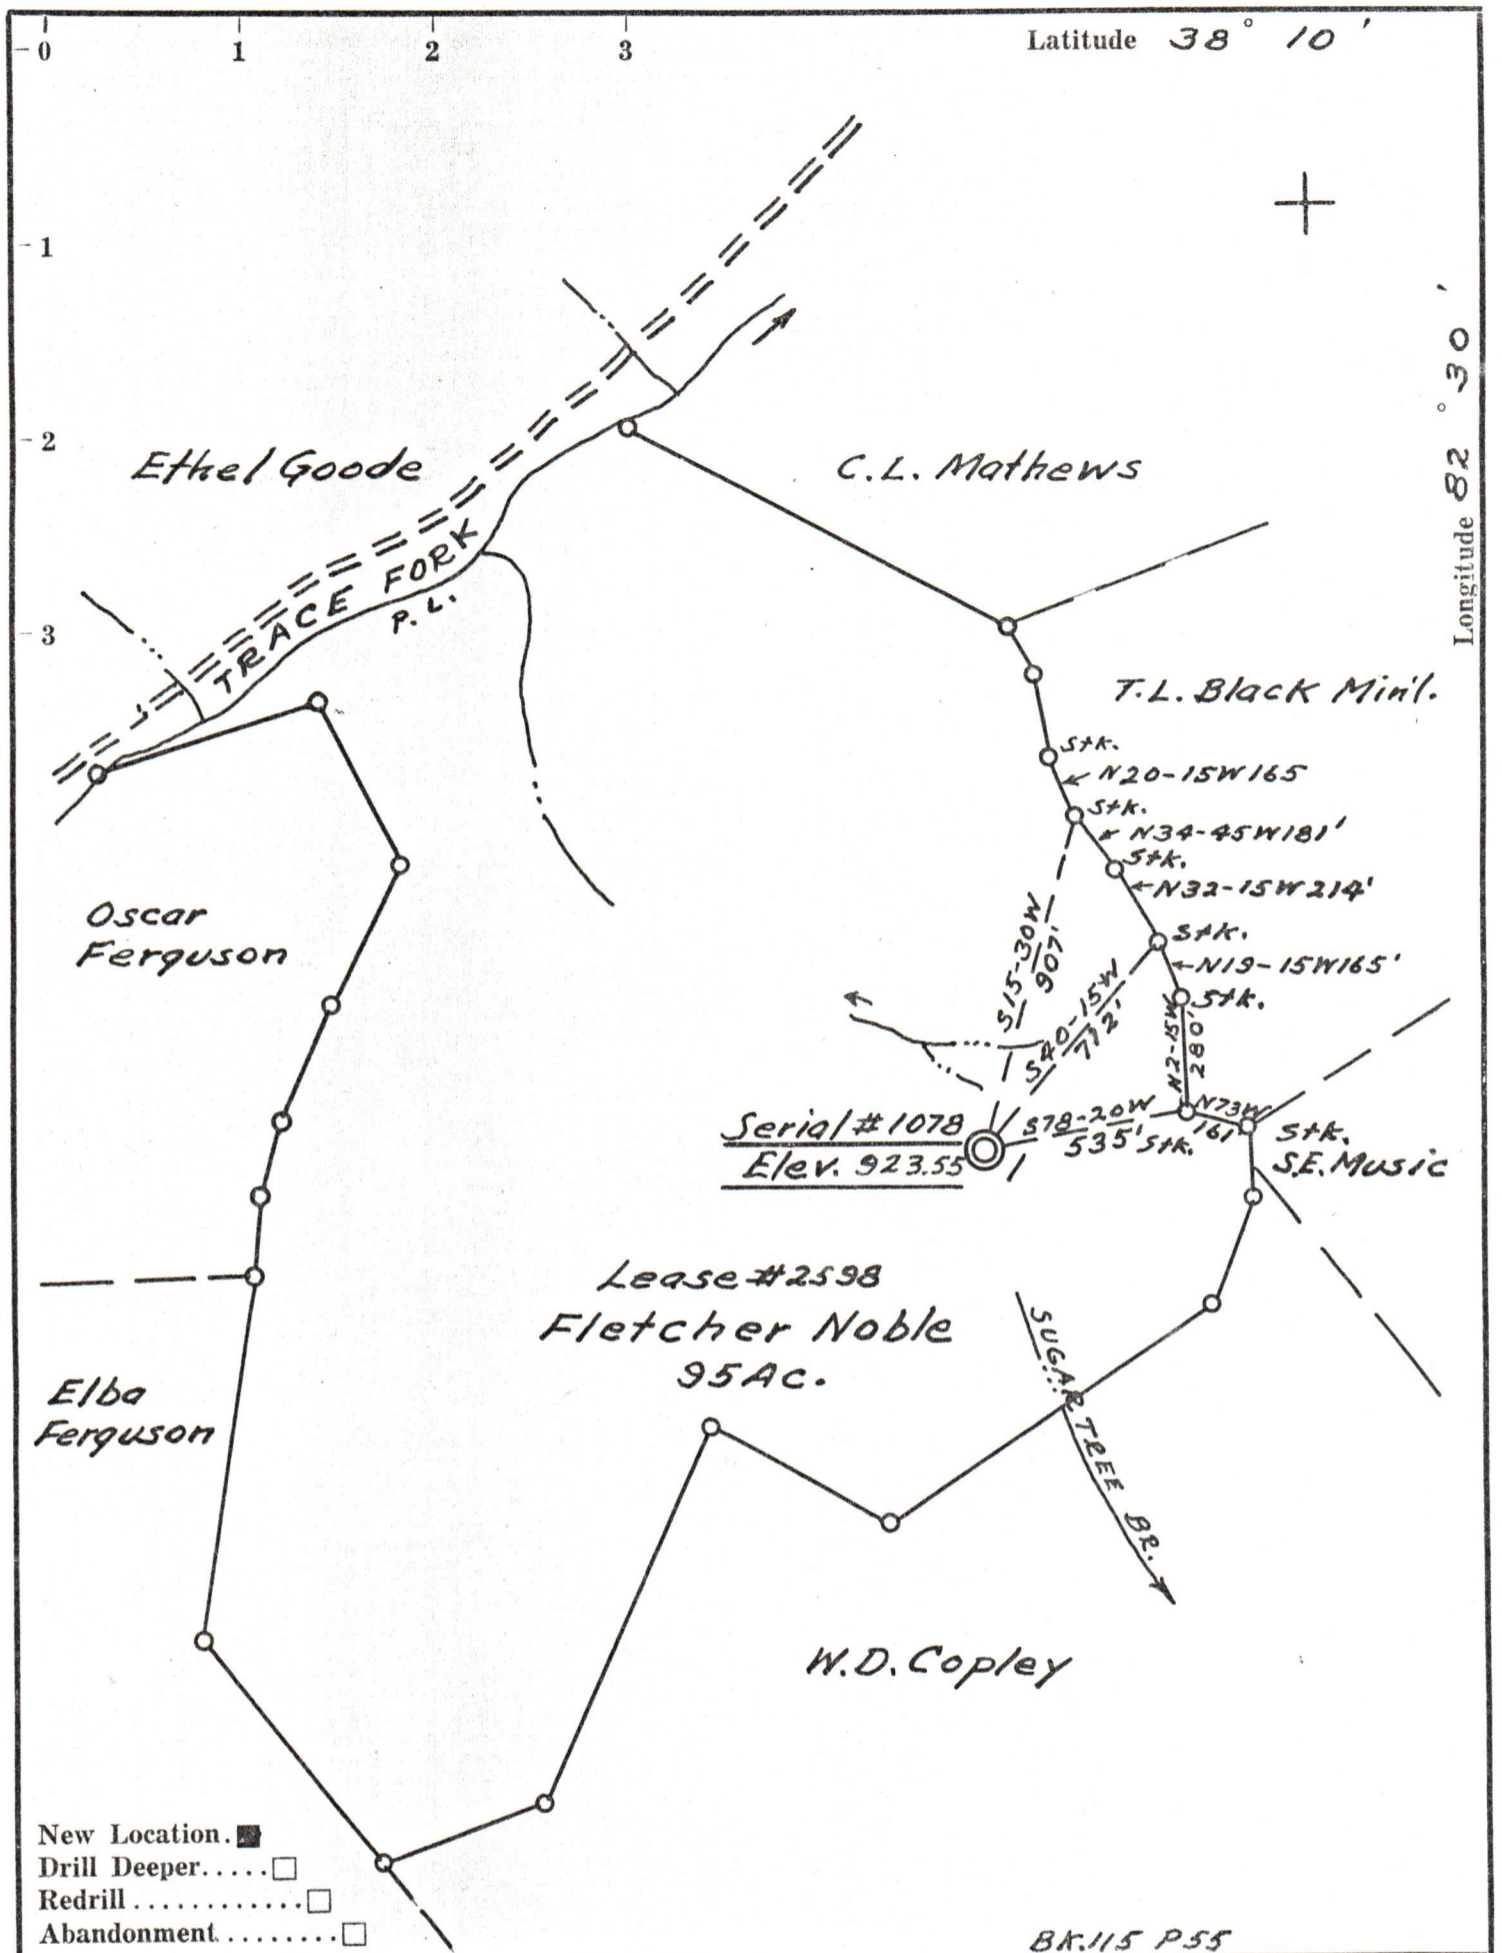 0 1 2 3
Latitude 38° 10'
1
2
3
Longitude 82° 30'
Ethel Goode
C.L. Mathews
TRACE FORK
P.L.
T.L. Black Min'l.
Stk.
N20-15W165
Stk.
N34-45W181'
Stk.
N32-15W214'
Oscar
Ferguson
Stk.
N19-15W165'
Stk.
S15-30W
907'
S40-15W
772'
N2-15W
280'
Serial #1078
Elev. 923.55
S78-20W
535'
Stk.
N73W
161
Stk.
S.E. Music
Lease #2598
Fletcher Noble
95Ac.
SUGAR TREE BR.
Elba
Ferguson
W.D. Copley
New Location.
Drill Deeper.....
Redrill............
Abandonment.........
BK.115 P55